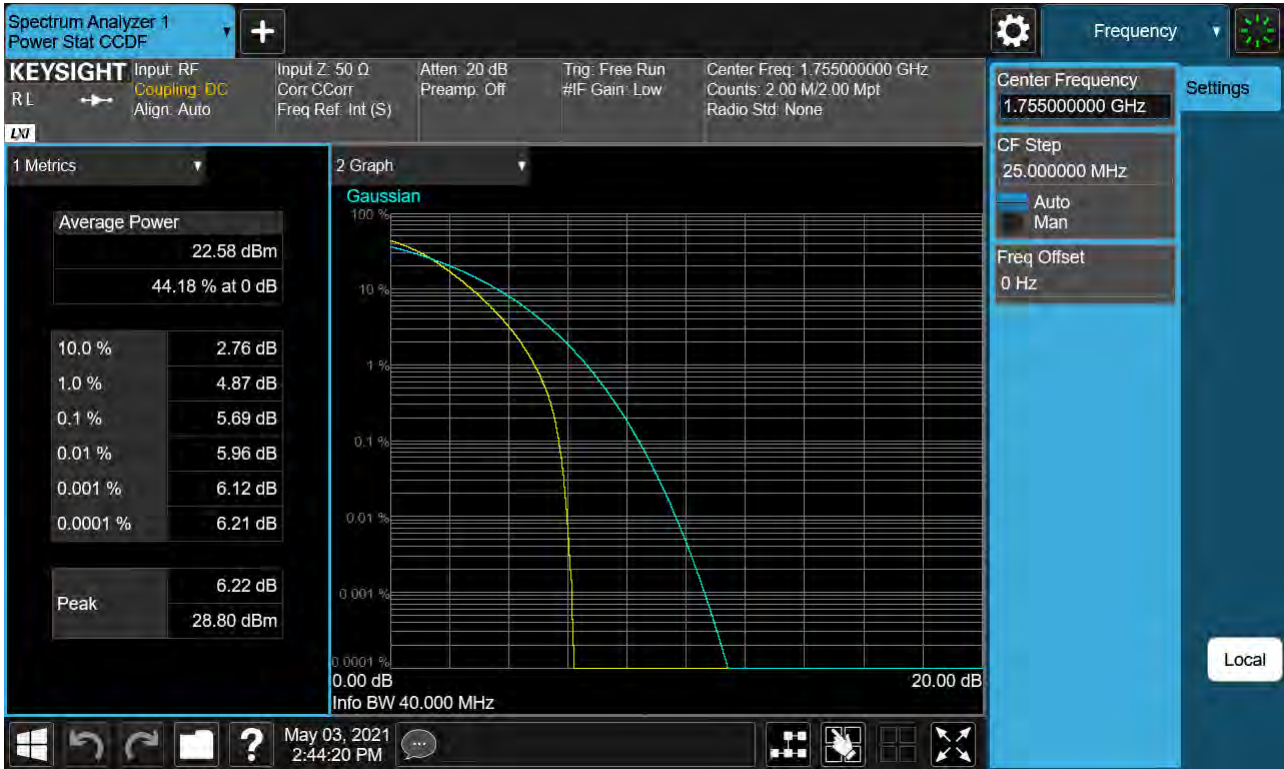 Spectrum Analyzer 1
Power Stat CCDF
Frequency
KEYSIGHT
RL
LXI
Input: RF
Coupling: DC
Align: Auto
Input Z: 50 Ω
Corr CCorr
Freq Ref: Int (S)
Atten: 20 dB
Preamp: Off
Trig: Free Run
#IF Gain: Low
Center Freq: 1.755000000 GHz
Counts: 2.00 M/2.00 Mpt
Radio Std: None
Center Frequency
1.755000000 GHz
Settings
CF Step
25.000000 MHz
Auto
Man
Freq Offset
0 Hz
Local
1 Metrics
Average Power
22.58 dBm
44.18 % at 0 dB
10.0 % 2.76 dB
1.0 % 4.87 dB
0.1 % 5.69 dB
0.01 % 5.96 dB
0.001 % 6.12 dB
0.0001 % 6.21 dB
Peak
6.22 dB
28.80 dBm
2 Graph
Gaussian
100 %
10 %
1 %
0.1 %
0.01 %
0.001 %
0.0001 %
0.00 dB 20.00 dB
Info BW 40.000 MHz
May 03, 2021
2:44:20 PM